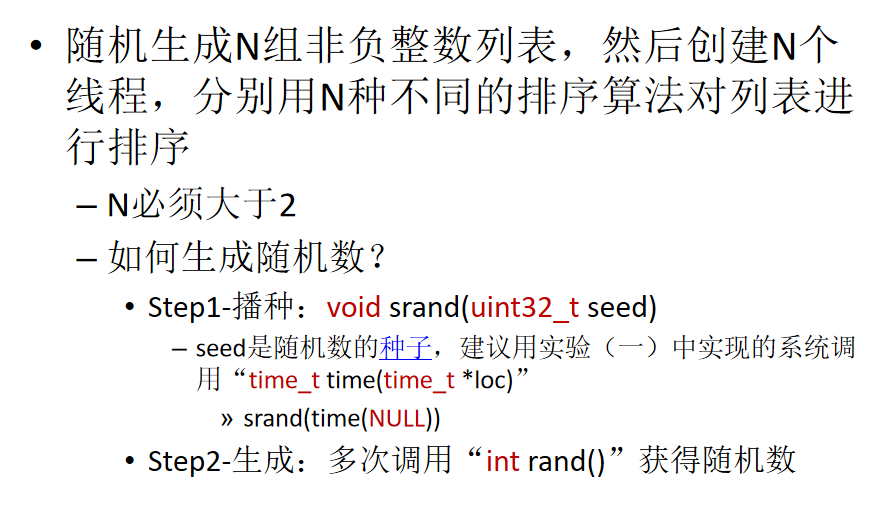 • 随机生成N组非负整数列表，然后创建N个
线程，分别用N种不同的排序算法对列表进
行排序
– N必须大于2
– 如何生成随机数？
• Step1-播种：void srand(uint32_t seed)
– seed是随机数的种子，建议用实验（一）中实现的系统调
用“time_t time(time_t *loc)”
» srand(time(NULL))
• Step2-生成：多次调用“int rand()”获得随机数